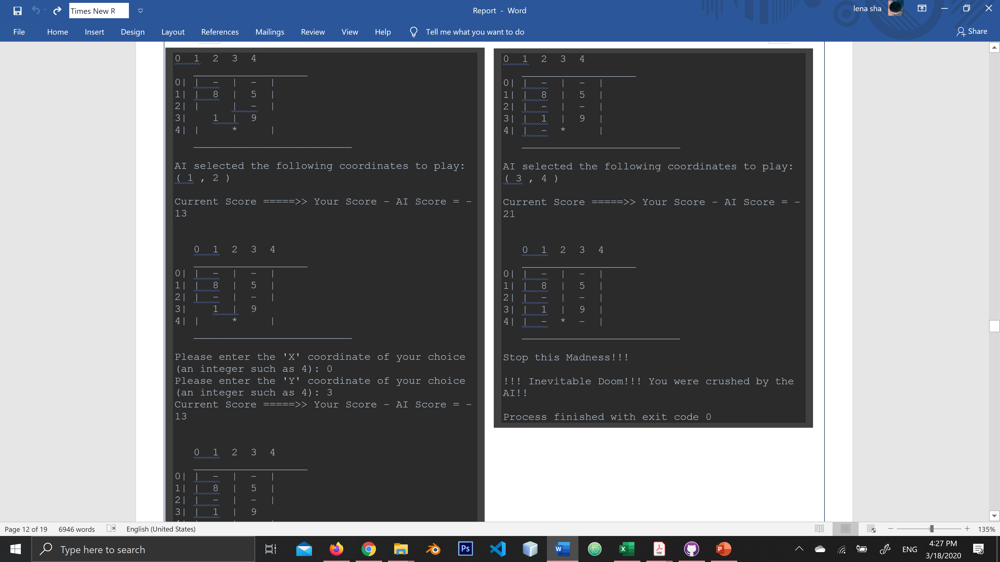 Times New R
Report - Word
lena sha
File Home Insert Design Layout References Mailings Review View Help Tell me what you want to do Share
0  1  2  3  4
__________________
0| |  -  |  -  |
1| |  8  |  5  |
2| |     |  -  |
3|    1  |  9
4| |     *     |
_________________________
AI selected the following coordinates to play:
( 1 , 2 )
Current Score =====>> Your Score - AI Score = -
13
0  1  2  3  4
__________________
0| |  -  |  -  |
1| |  8  |  5  |
2| |  -  |  -  |
3|    1  |  9
4| |     *     |
_________________________
Please enter the 'X' coordinate of your choice
(an integer such as 4): 0
Please enter the 'Y' coordinate of your choice
(an integer such as 4): 3
Current Score =====>> Your Score - AI Score = -
13
0  1  2  3  4
__________________
0| |  -  |  -  |
1| |  8  |  5  |
2| |  -  |  -  |
3| |  1  |  9
0  1  2  3  4
__________________
0| |  -  |  -  |
1| |  8  |  5  |
2| |  -  |  -  |
3| |  1  |  9  |
4| |  -  *     |
_________________________
AI selected the following coordinates to play:
( 3 , 4 )
Current Score =====>> Your Score - AI Score = -
21
0  1  2  3  4
__________________
0| |  -  |  -  |
1| |  8  |  5  |
2| |  -  |  -  |
3| |  1  |  9  |
4| |  -  *  -  |
_________________________
Stop this Madness!!!
!!! Inevitable Doom!!! You were crushed by the
AI!!
Process finished with exit code 0
Page 12 of 19 6946 words English (United States) 135%
Type here to search
Ps
W
X
PDF
P
ENG
4:27 PM
3/18/2020